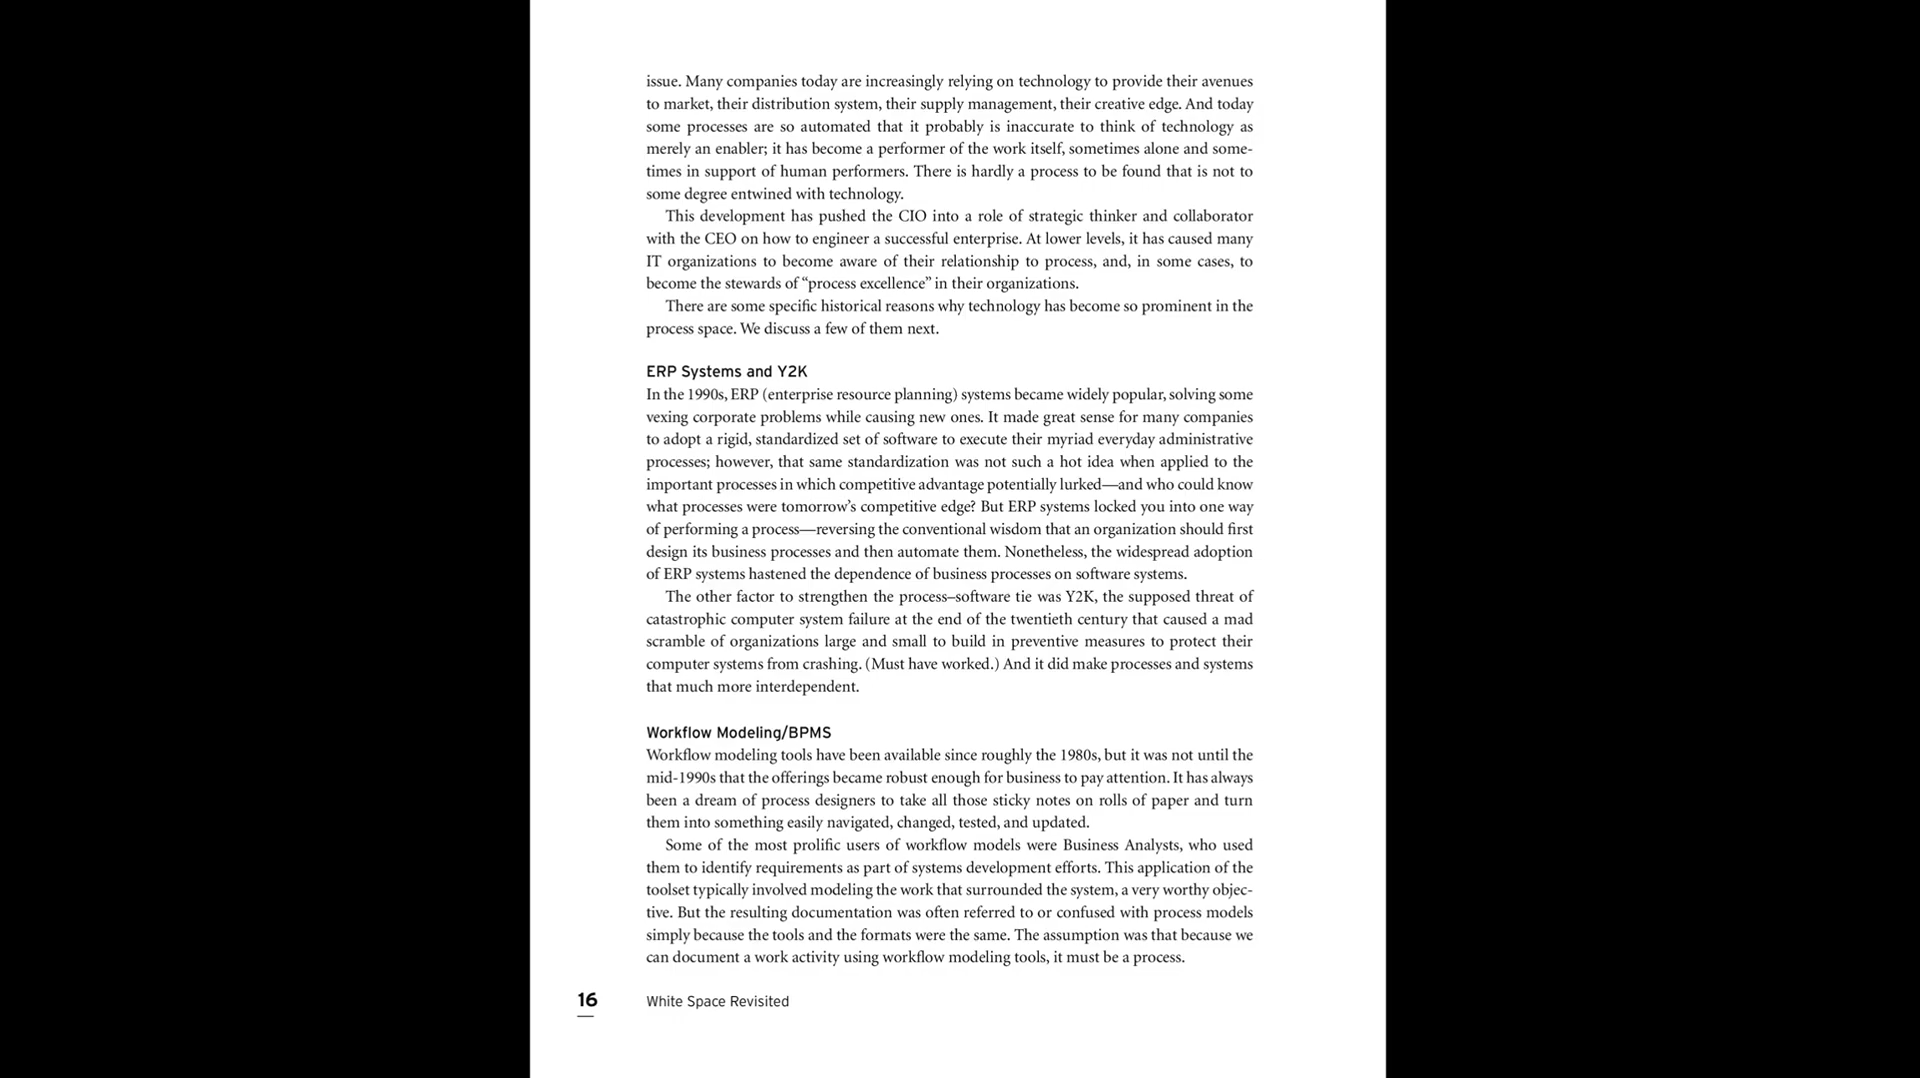 issue. Many companies today are increasingly relying on technology to provide their avenues
to market, their distribution system, their supply management, their creative edge. And today
some processes are so automated that it probably is inaccurate to think of technology as
merely an enabler; it has become a performer of the work itself, sometimes alone and some-
times in support of human performers. There is hardly a process to be found that is not to
some degree entwined with technology.
This development has pushed the CIO into a role of strategic thinker and collaborator
with the CEO on how to engineer a successful enterprise. At lower levels, it has caused many
IT organizations to become aware of their relationship to process, and, in some cases, to
become the stewards of “process excellence” in their organizations.
There are some specific historical reasons why technology has become so prominent in the
process space. We discuss a few of them next.
ERP Systems and Y2K
In the 1990s, ERP (enterprise resource planning) systems became widely popular, solving some
vexing corporate problems while causing new ones. It made great sense for many companies
to adopt a rigid, standardized set of software to execute their myriad everyday administrative
processes; however, that same standardization was not such a hot idea when applied to the
important processes in which competitive advantage potentially lurked—and who could know
what processes were tomorrow’s competitive edge? But ERP systems locked you into one way
of performing a process—reversing the conventional wisdom that an organization should first
design its business processes and then automate them. Nonetheless, the widespread adoption
of ERP systems hastened the dependence of business processes on software systems.
The other factor to strengthen the process–software tie was Y2K, the supposed threat of
catastrophic computer system failure at the end of the twentieth century that caused a mad
scramble of organizations large and small to build in preventive measures to protect their
computer systems from crashing. (Must have worked.) And it did make processes and systems
that much more interdependent.
Workflow Modeling/BPMS
Workflow modeling tools have been available since roughly the 1980s, but it was not until the
mid-1990s that the offerings became robust enough for business to pay attention. It has always
been a dream of process designers to take all those sticky notes on rolls of paper and turn
them into something easily navigated, changed, tested, and updated.
Some of the most prolific users of workflow models were Business Analysts, who used
them to identify requirements as part of systems development efforts. This application of the
toolset typically involved modeling the work that surrounded the system, a very worthy objec-
tive. But the resulting documentation was often referred to or confused with process models
simply because the tools and the formats were the same. The assumption was that because we
can document a work activity using workflow modeling tools, it must be a process.
16 White Space Revisited